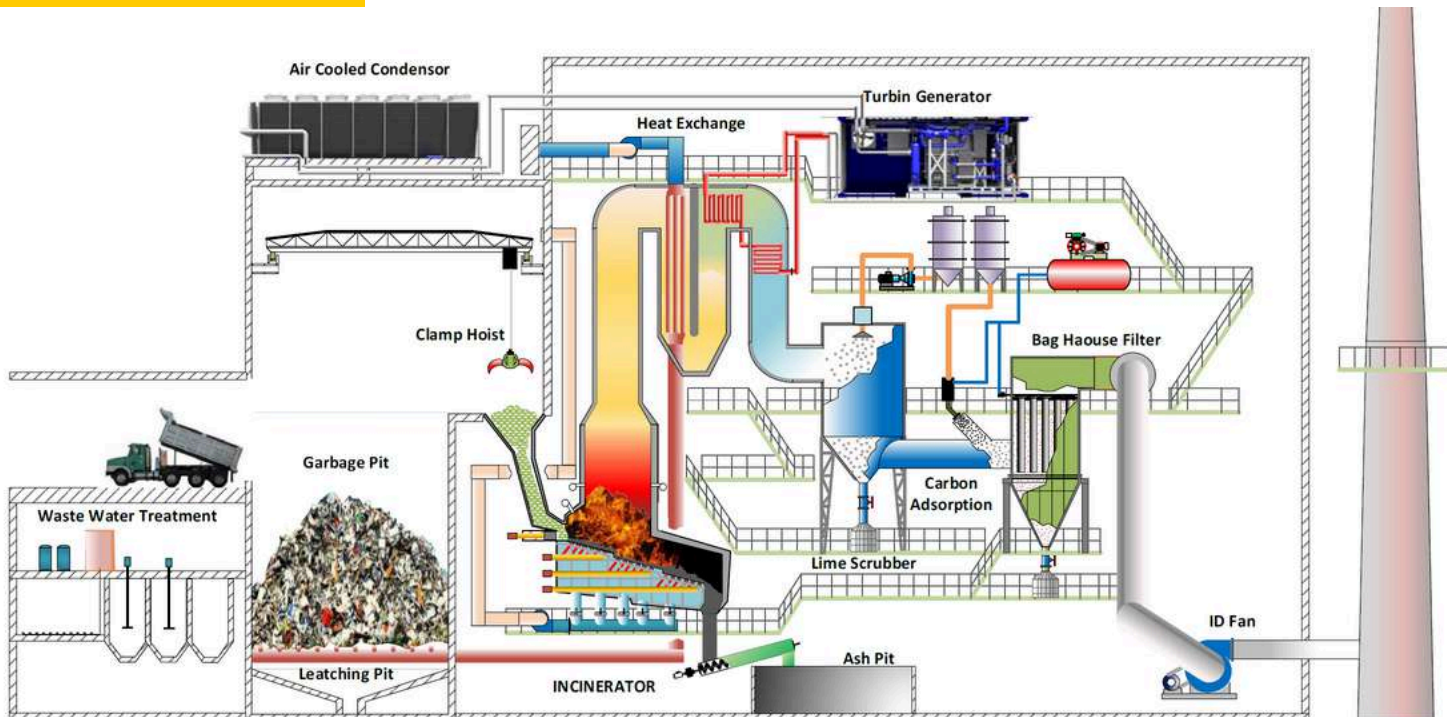 Air Cooled Condensor
Turbin Generator
Heat Exchange
Clamp Hoist
Bag Haouse Filter
Garbage Pit
Waste Water Treatment
Carbon
Adsorption
Lime Scrubber
ID Fan
Leatching Pit
INCINERATOR
Ash Pit